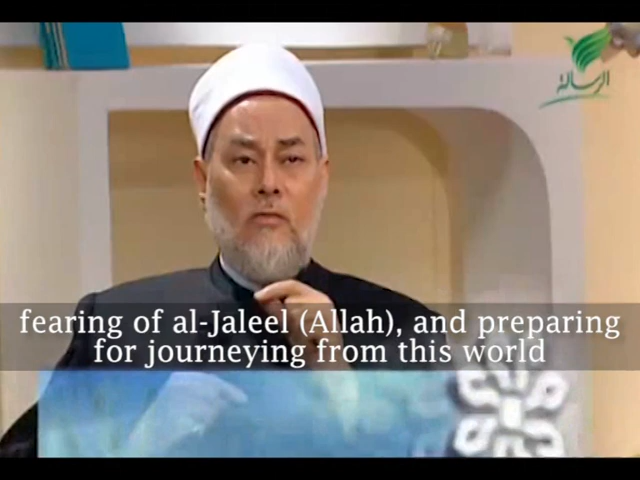 الرسالة
fearing of al-Jaleel (Allah), and preparing
for journeying from this world